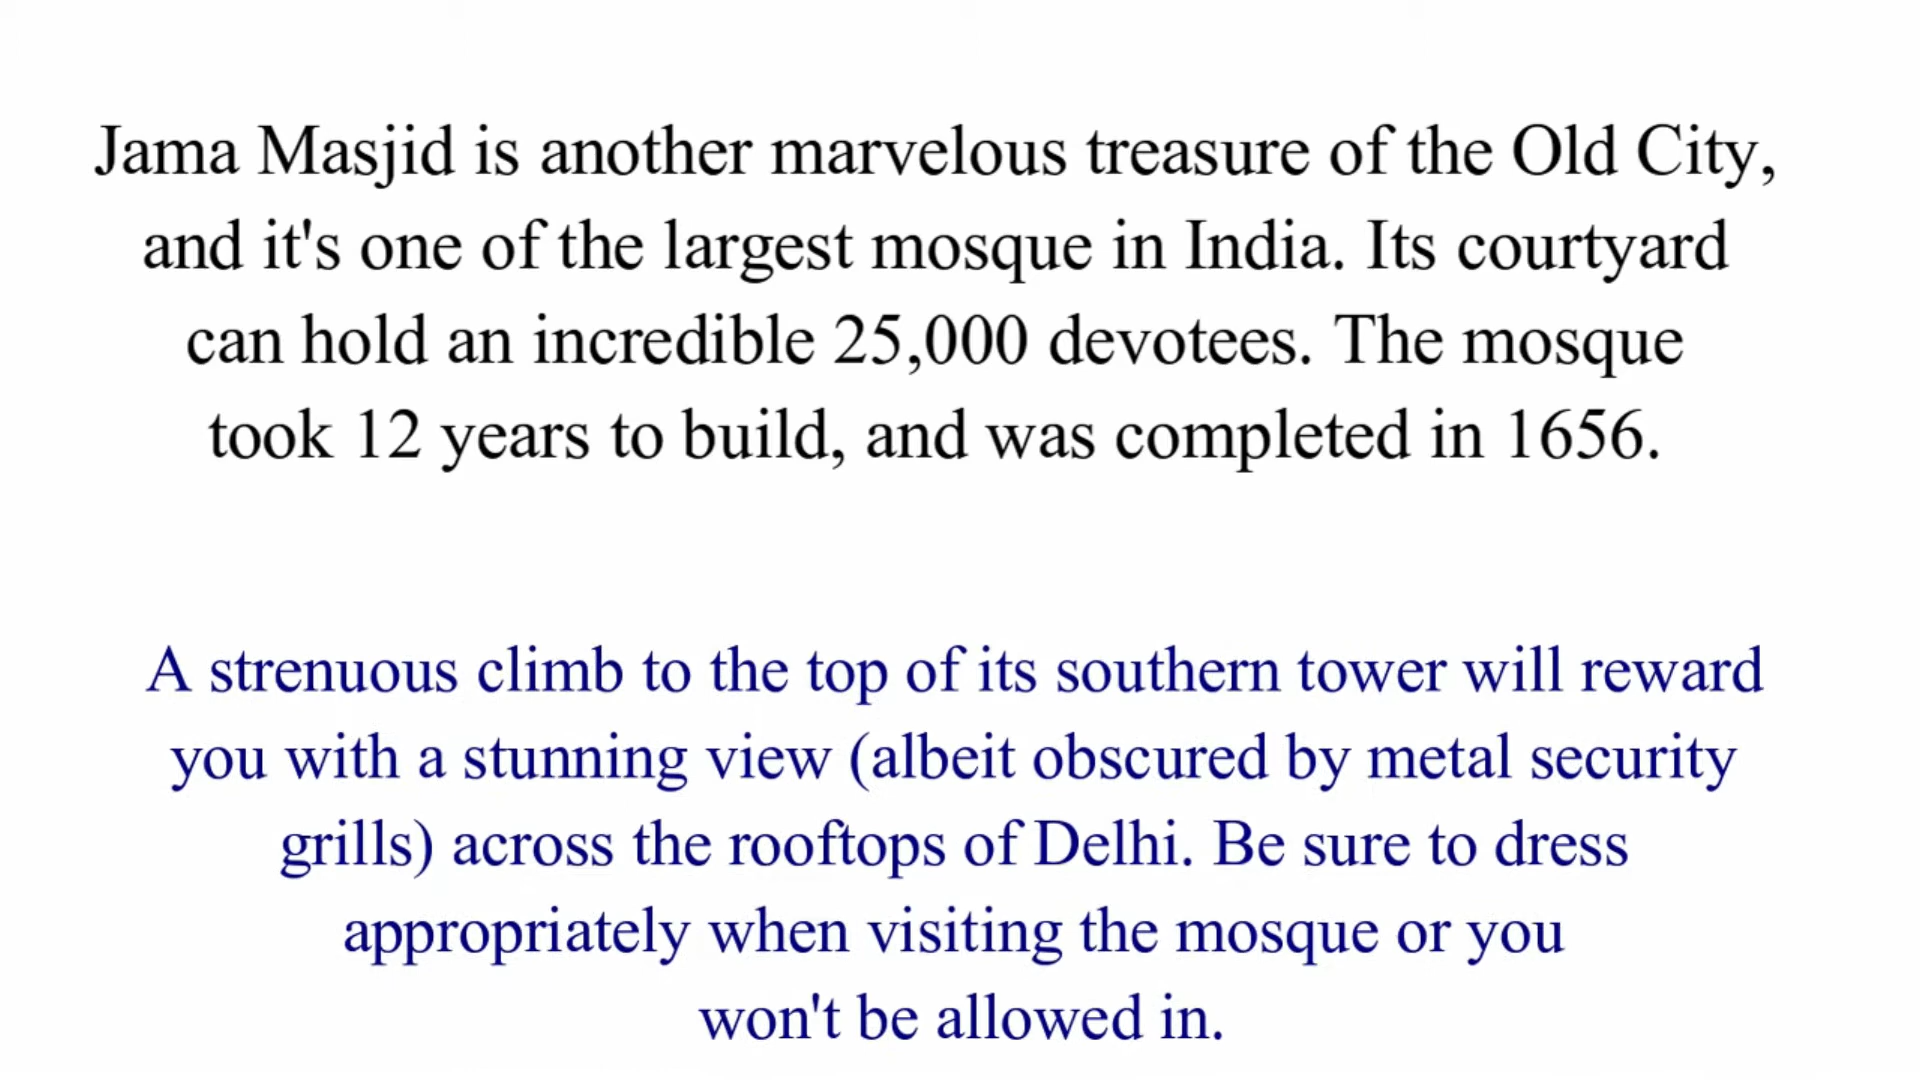 Jama Masjid is another marvelous treasure of the Old City,
and it's one of the largest mosque in India. Its courtyard
can hold an incredible 25,000 devotees. The mosque
took 12 years to build, and was completed in 1656.
A strenuous climb to the top of its southern tower will reward
you with a stunning view (albeit obscured by metal security
grills) across the rooftops of Delhi. Be sure to dress
appropriately when visiting the mosque or you
won't be allowed in.